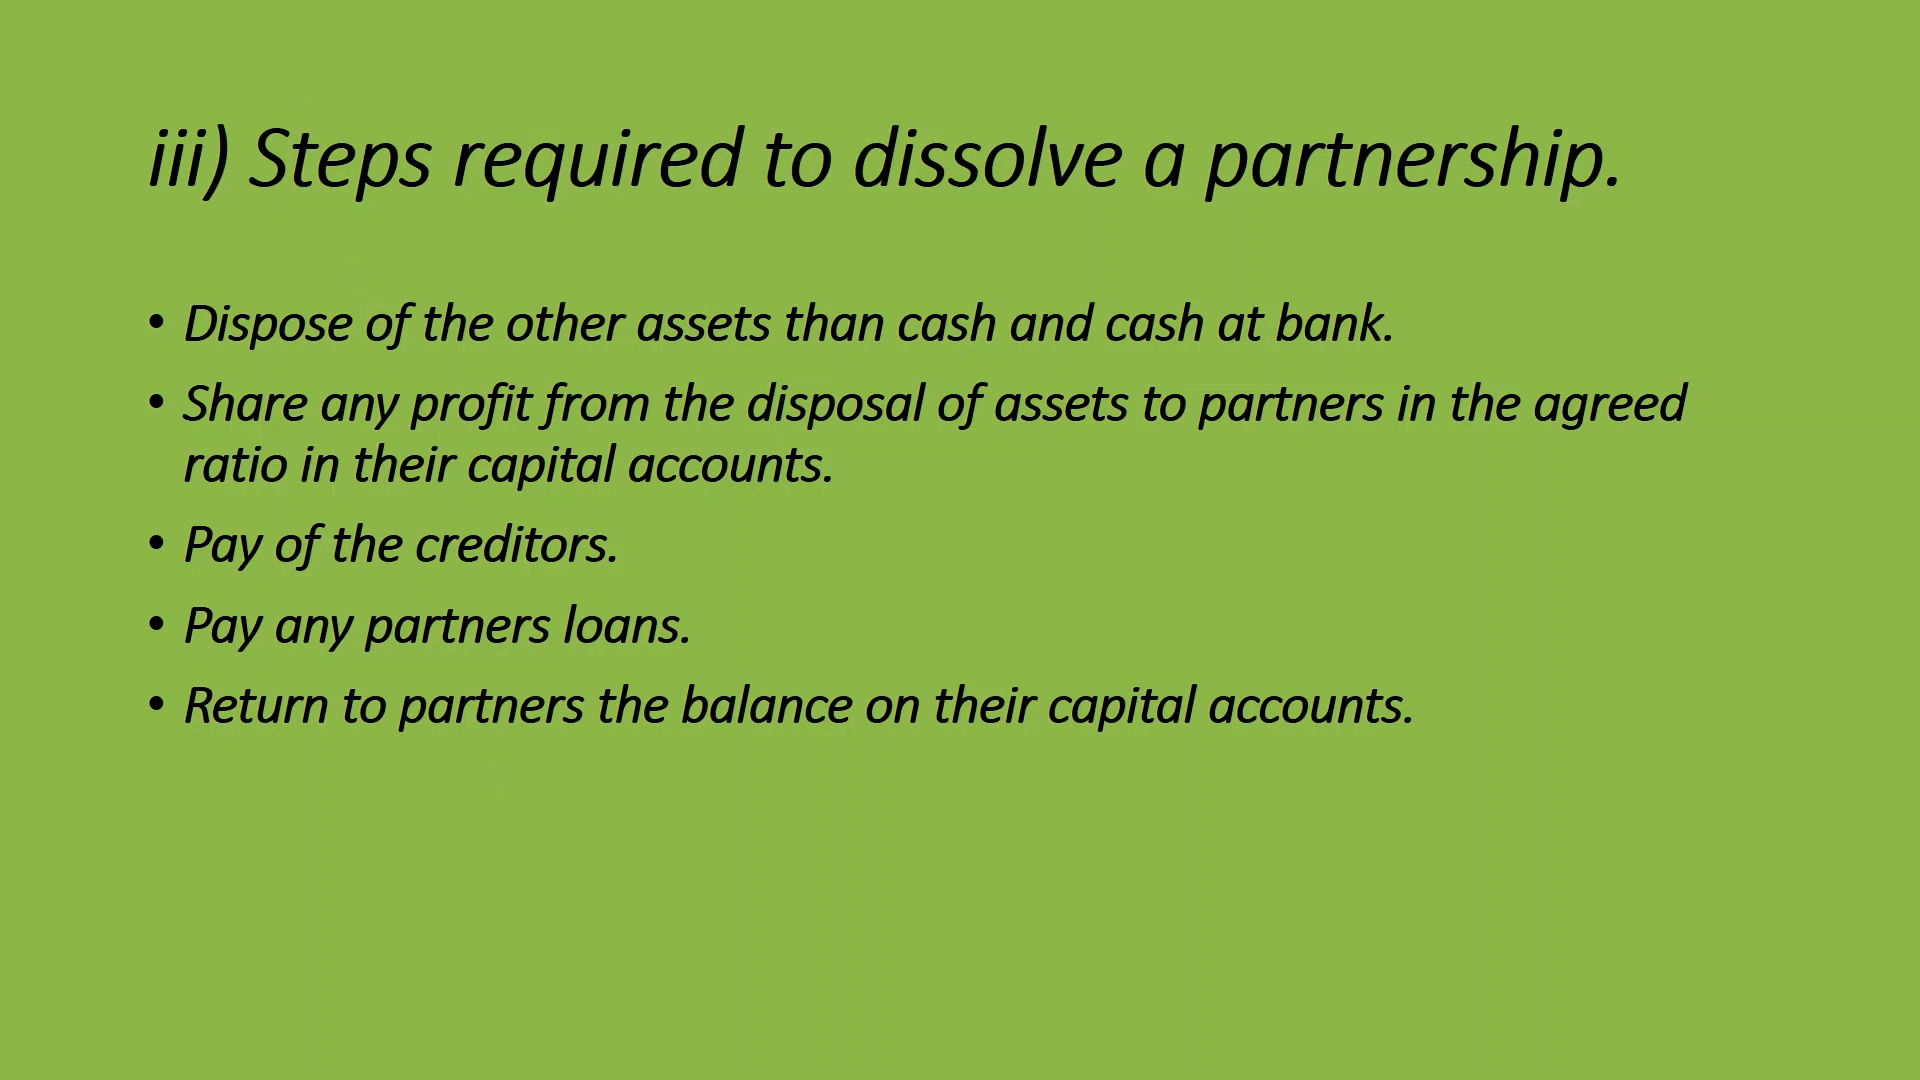 iii) Steps required to dissolve a partnership.
• Dispose of the other assets than cash and cash at bank.
• Share any profit from the disposal of assets to partners in the agreed
ratio in their capital accounts.
• Pay of the creditors.
• Pay any partners loans.
• Return to partners the balance on their capital accounts.